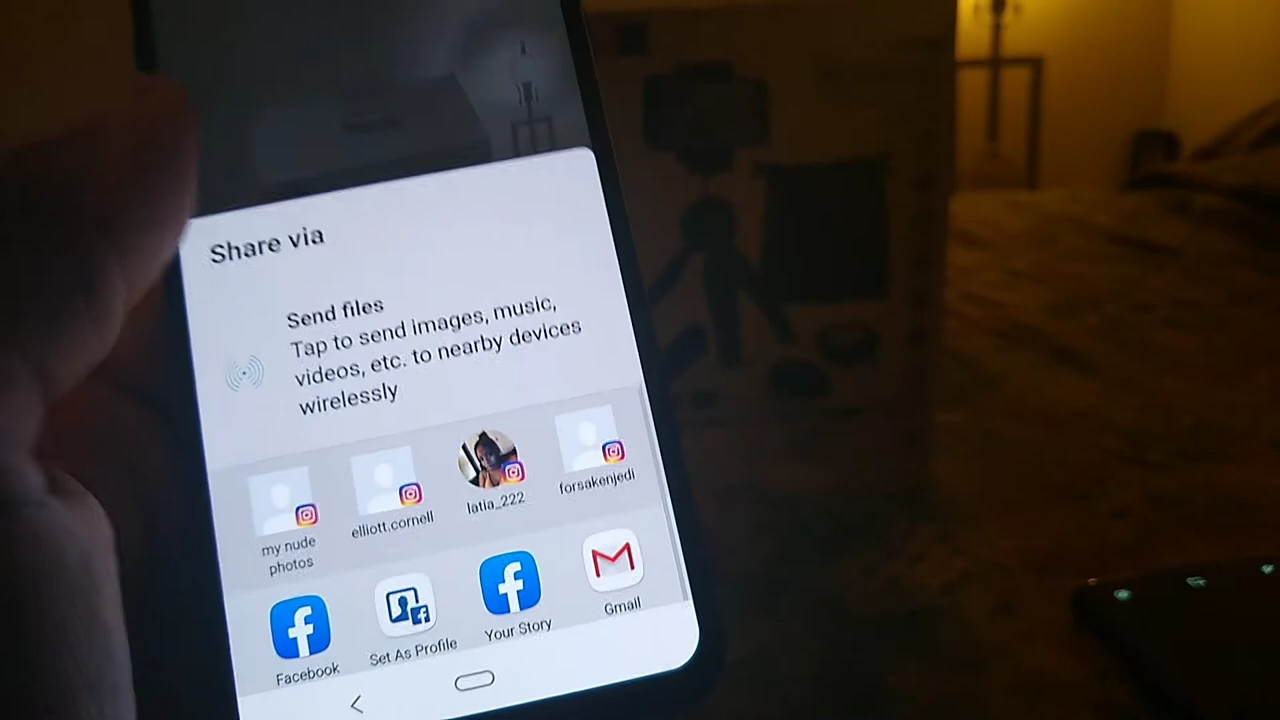 Share via
Send files
Tap to send images, music,
videos, etc. to nearby devices
wirelessly
my nude
photos
elliott.cornell
latia_222
forsakenjedi
Facebook
Set As Profile
Your Story
Gmail